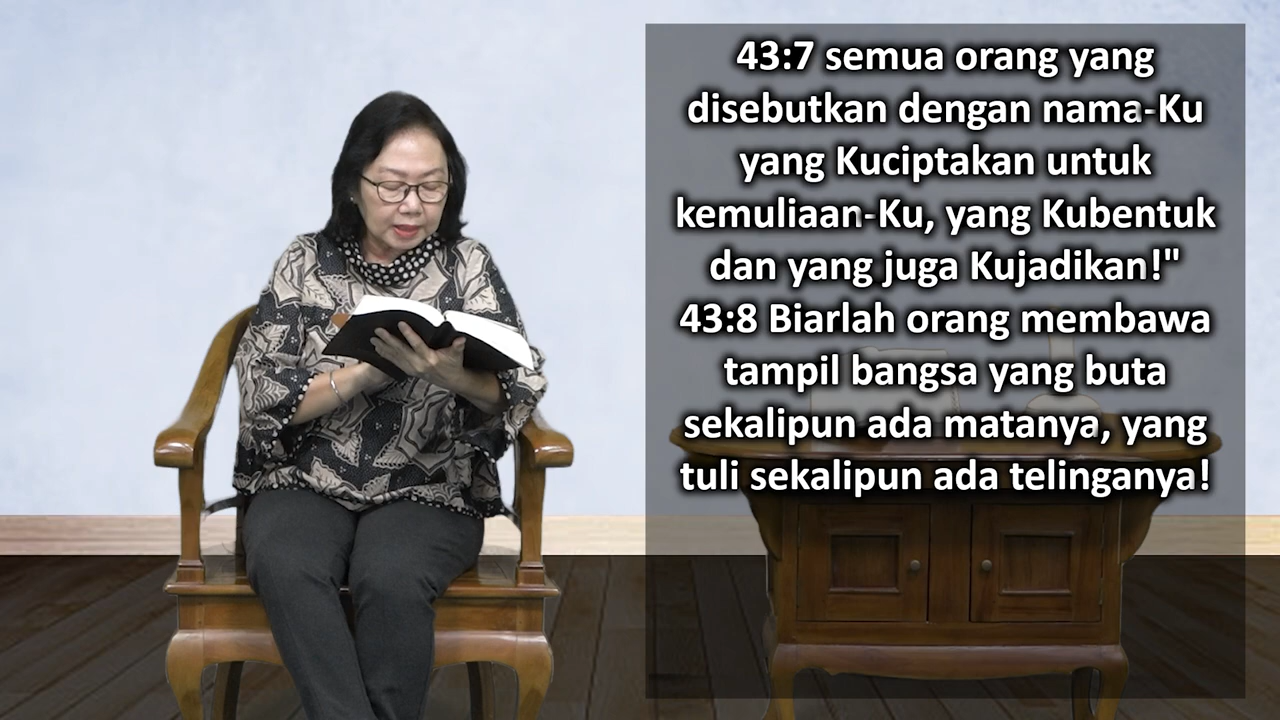 43:7 semua orang yang
disebutkan dengan nama-Ku
yang Kuciptakan untuk
kemuliaan-Ku, yang Kubentuk
dan yang juga Kujadikan!"
43:8 Biarlah orang membawa
tampil bangsa yang buta
sekalipun ada matanya, yang
tuli sekalipun ada telinganya!